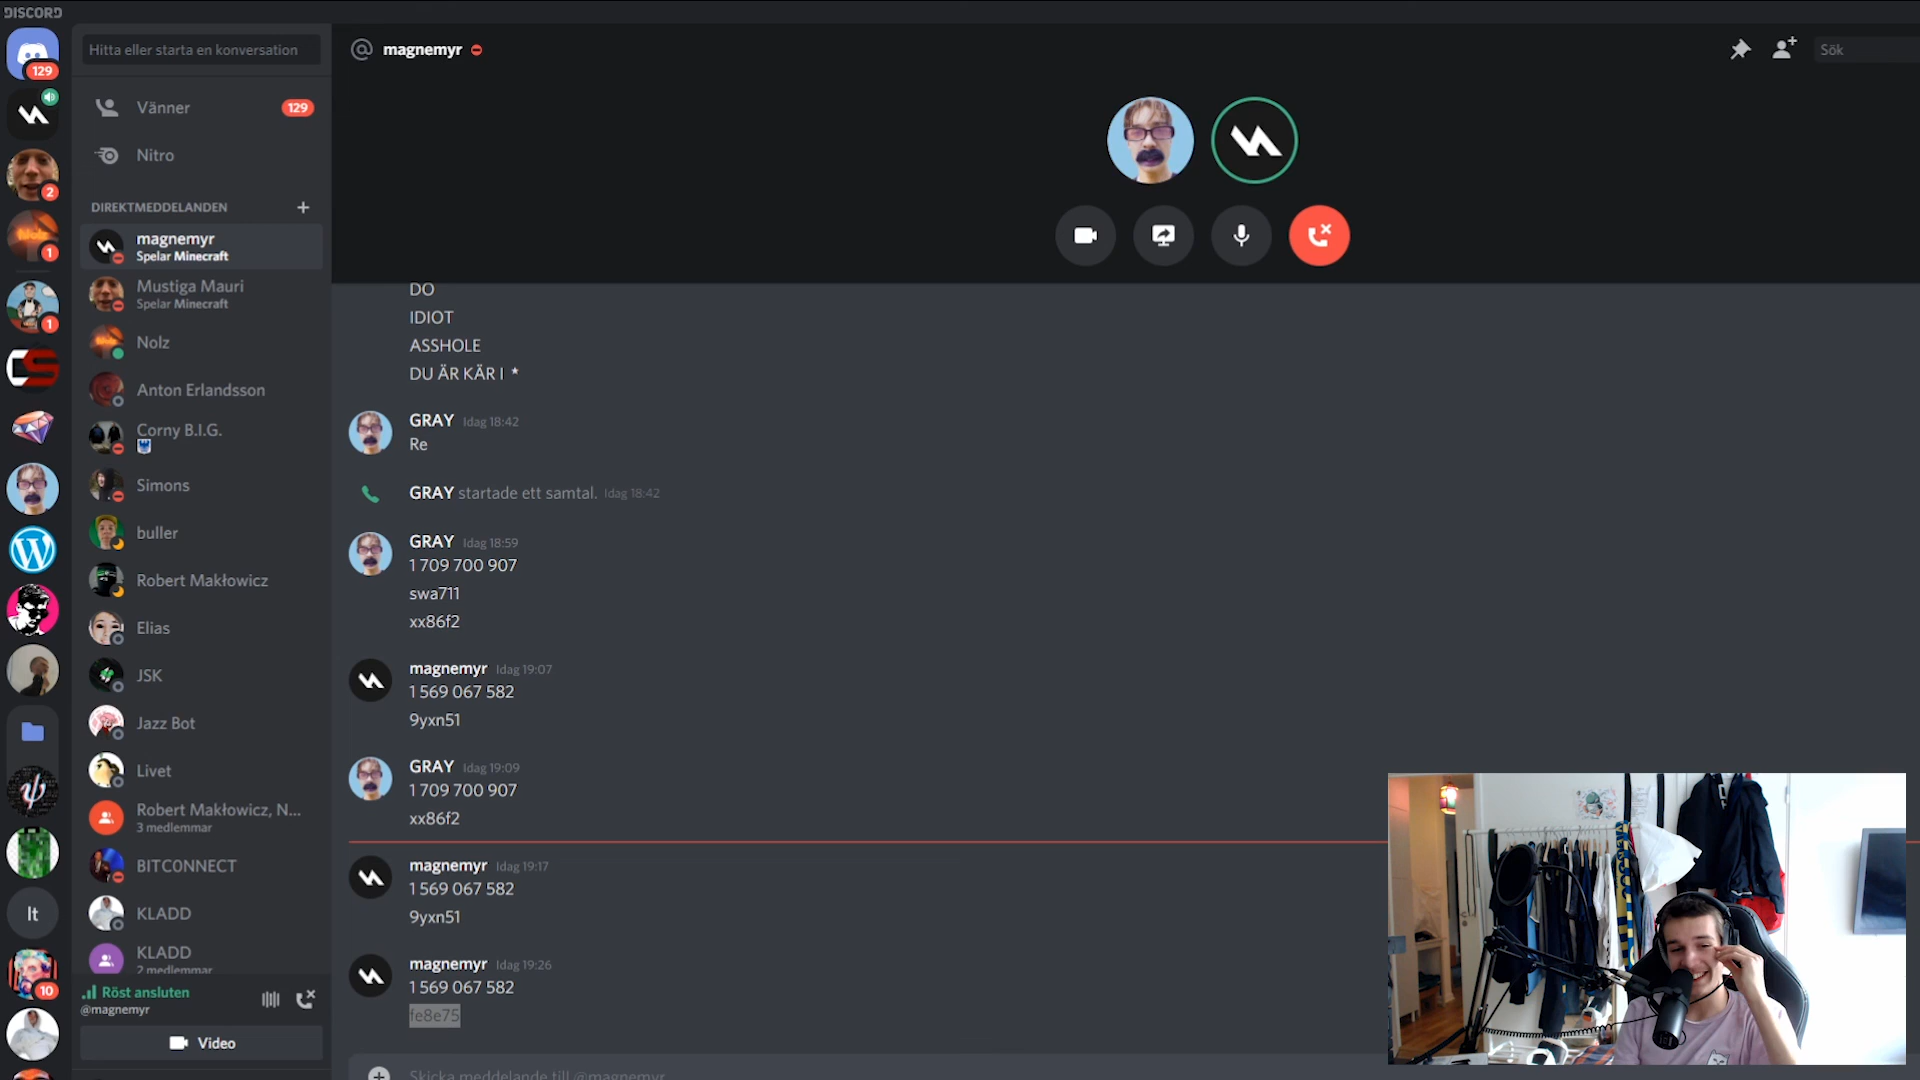 DISCORD
129
2
1
1
It
10
Hitta eller starta en konversation
Vänner
129
Nitro
DIREKTMEDDELANDEN
magnemyr
Spelar Minecraft
Mustiga Mauri
Spelar Minecraft
Nolz
Anton Erlandsson
Corny B.I.G.
Simons
buller
Robert Makłowicz
Elias
JSK
Jazz Bot
Livet
Robert Makłowicz, N...
3 medlemmar
BITCONNECT
KLADD
KLADD
2 medlemmar
Röst ansluten
@magnemyr
Video
magnemyr
Sök
DO
IDIOT
ASSHOLE
DU ÄR KÄR I *
GRAY Idag 18:42
Re
GRAY startade ett samtal. Idag 18:42
GRAY Idag 18:59
1 709 700 907
swa711
xx86f2
magnemyr Idag 19:07
1 569 067 582
9yxn51
GRAY Idag 19:09
1 709 700 907
xx86f2
magnemyr Idag 19:17
1 569 067 582
9yxn51
magnemyr Idag 19:26
1 569 067 582
fe8e75
Skicka meddelande till @magnemyr